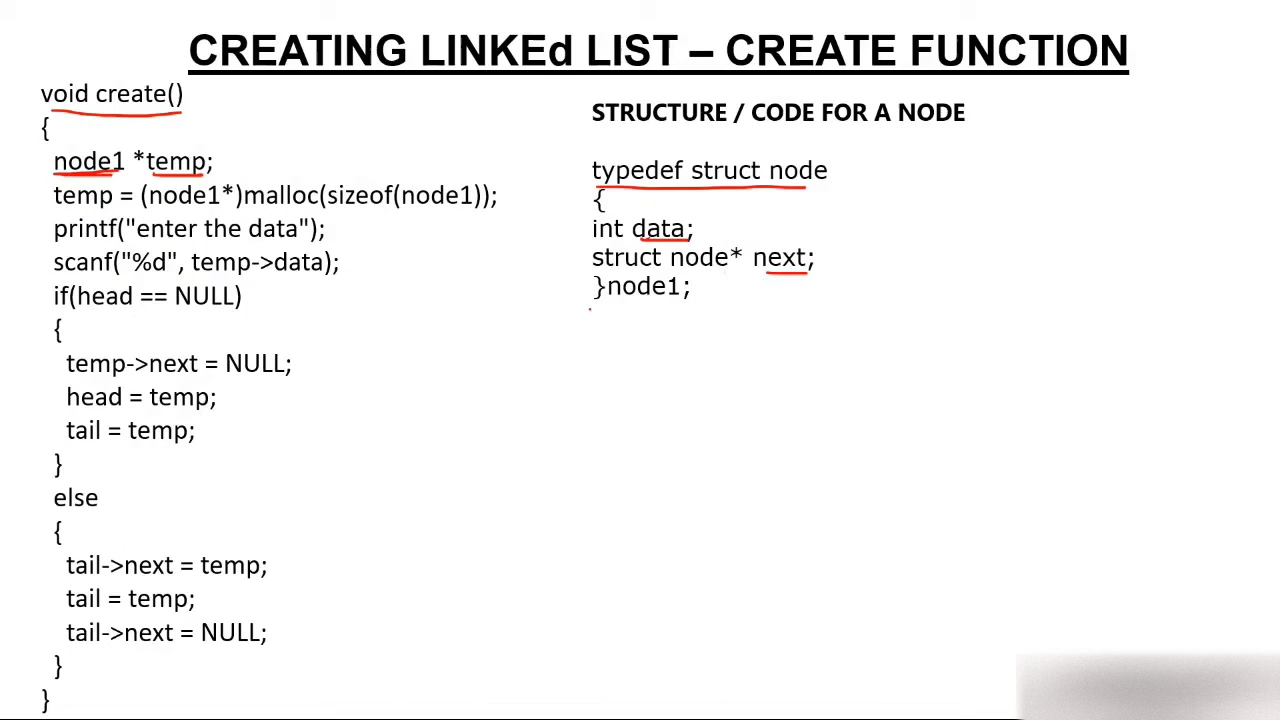 CREATING LINKEd LIST – CREATE FUNCTION
void create()
{
node1 *temp;
temp = (node1*)malloc(sizeof(node1));
printf("enter the data");
scanf("%d", temp->data);
if(head == NULL)
{
temp->next = NULL;
head = temp;
tail = temp;
}
else
{
tail->next = temp;
tail = temp;
tail->next = NULL;
}
}
STRUCTURE / CODE FOR A NODE
typedef struct node
{
int data;
struct node* next;
}node1;